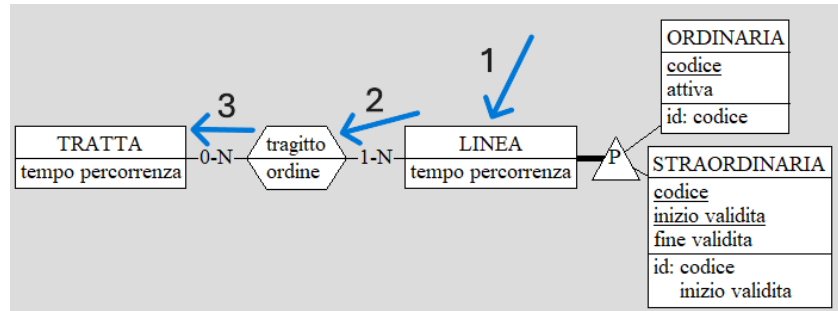 ORDINARIA
codice
attiva
id: codice
1
2
3
TRATTA
tempo percorrenza
0-N
tragitto
ordine
1-N
LINEA
tempo percorrenza
P
STRAORDINARIA
codice
inizio validita
fine validita
id: codice
inizio validita